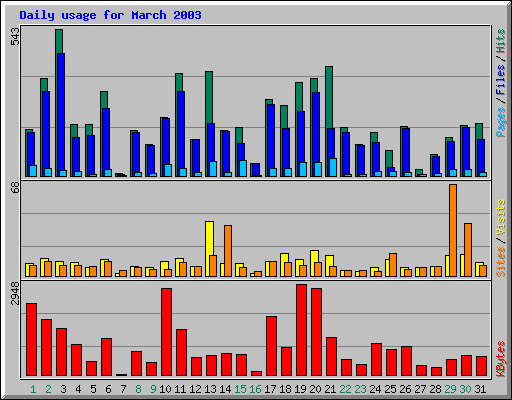 Daily usage for March 2003
543
Pages / Files / Hits
68
Sites / Visits
2948
KBytes
1 2 3 4 5 6 7 8 9 10 11 12 13 14 15 16 17 18 19 20 21 22 23 24 25 26 27 28 29 30 31